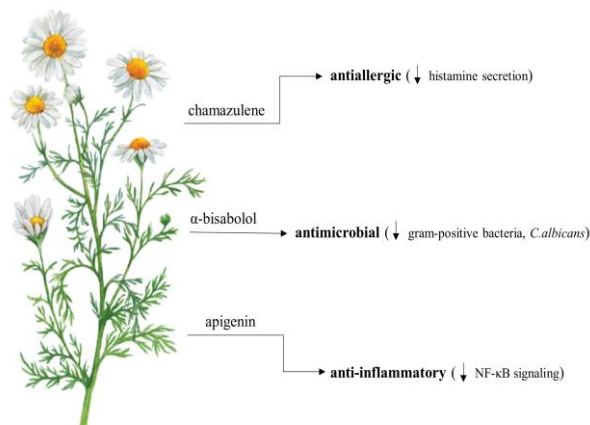 antiallergic (↓ histamine secretion)
chamazulene
α-bisabolol
antimicrobial (↓ gram-positive bacteria, C.albicans)
apigenin
anti-inflammatory (↓ NF-κB signaling)